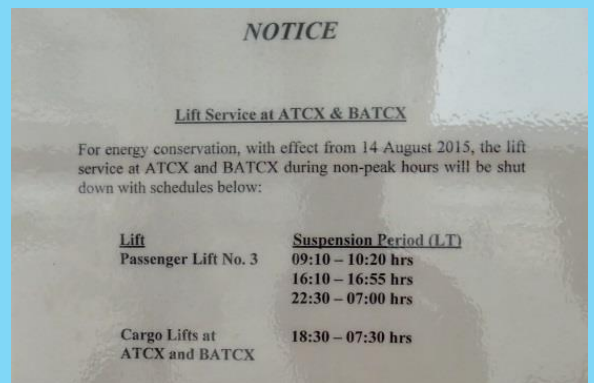 NOTICE
Lift Service at ATCX & BATCX
For energy conservation, with effect from 14 August 2015, the lift
service at ATCX and BATCX during non-peak hours will be shut
down with schedules below:
Lift Suspension Period (LT)
Passenger Lift No. 3 09:10 – 10:20 hrs
16:10 – 16:55 hrs
22:30 – 07:00 hrs
Cargo Lifts at 18:30 – 07:30 hrs
ATCX and BATCX